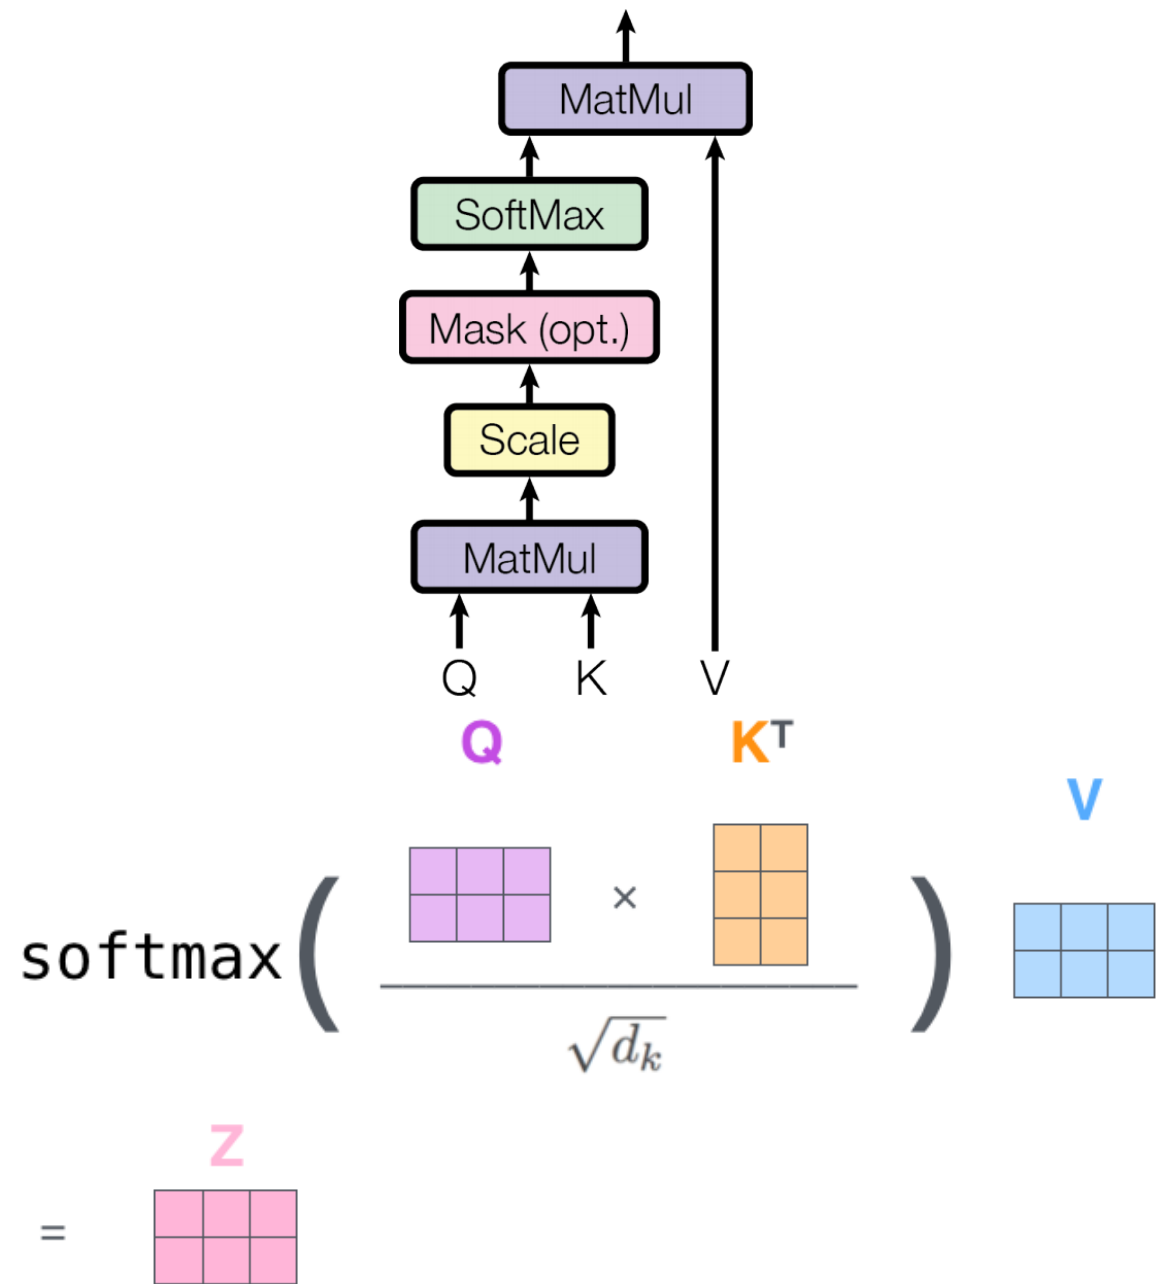 MatMul
SoftMax
Mask (opt.)
Scale
MatMul
Q K V
Q Kᵀ
V
softmax( × )
√dₖ
Z
=